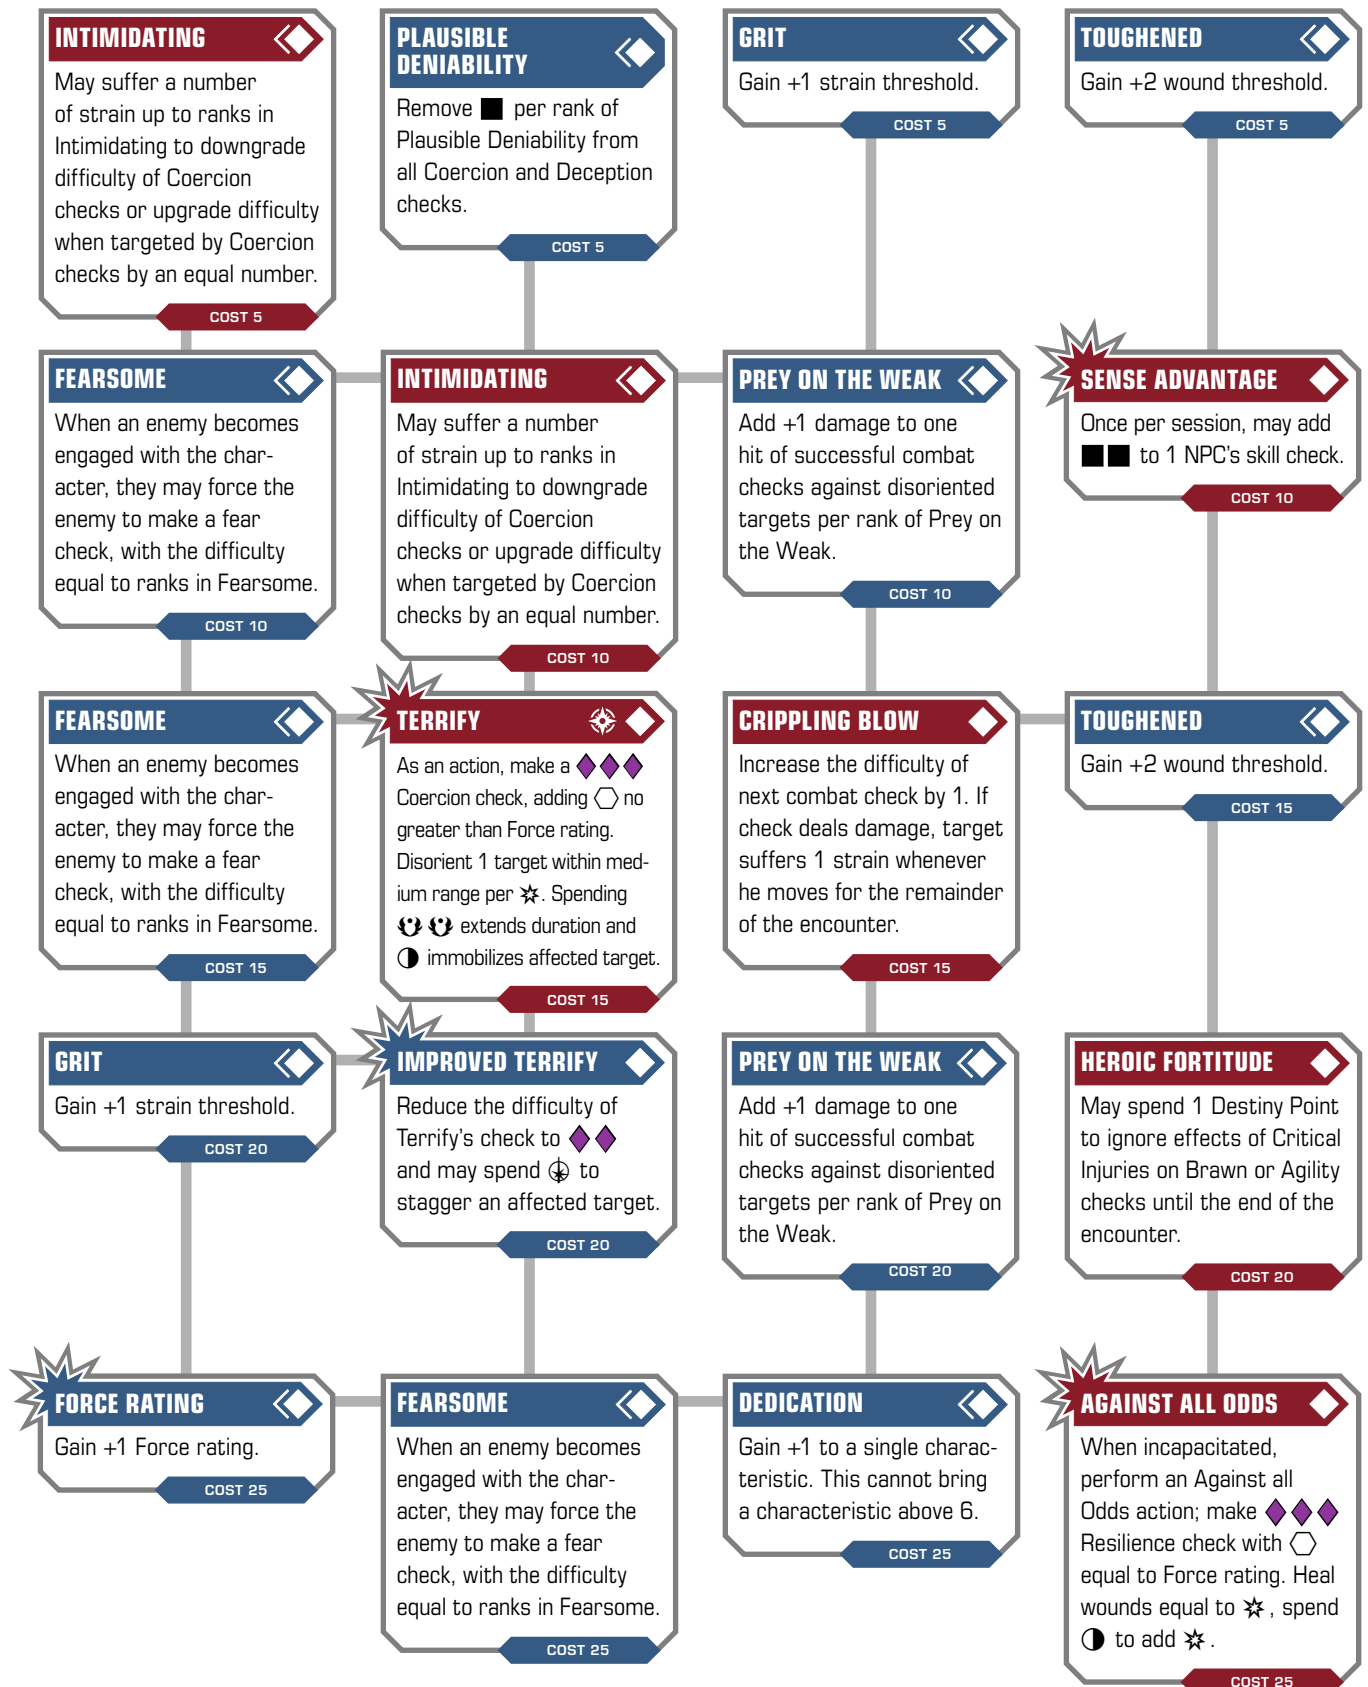 INTIMIDATING
May suffer a number
of strain up to ranks in
Intimidating to downgrade
difficulty of Coercion
checks or upgrade difficulty
when targeted by Coercion
checks by an equal number.
COST 5
PLAUSIBLE
DENIABILITY
Remove per rank of
Plausible Deniability from
all Coercion and Deception
checks.
COST 5
GRIT
Gain +1 strain threshold.
COST 5
TOUGHENED
Gain +2 wound threshold.
COST 5
FEARSOME
When an enemy becomes
engaged with the char-
acter, they may force the
enemy to make a fear
check, with the difficulty
equal to ranks in Fearsome.
COST 10
INTIMIDATING
May suffer a number
of strain up to ranks in
Intimidating to downgrade
difficulty of Coercion
checks or upgrade difficulty
when targeted by Coercion
checks by an equal number.
COST 10
PREY ON THE WEAK
Add +1 damage to one
hit of successful combat
checks against disoriented
targets per rank of Prey on
the Weak.
COST 10
SENSE ADVANTAGE
Once per session, may add
to 1 NPC's skill check.
COST 10
FEARSOME
When an enemy becomes
engaged with the char-
acter, they may force the
enemy to make a fear
check, with the difficulty
equal to ranks in Fearsome.
COST 15
TERRIFY
As an action, make a
Coercion check, adding no
greater than Force rating.
Disorient 1 target within med-
ium range per . Spending
extends duration and
immobilizes affected target.
COST 15
CRIPPLING BLOW
Increase the difficulty of
next combat check by 1. If
check deals damage, target
suffers 1 strain whenever
he moves for the remainder
of the encounter.
COST 15
TOUGHENED
Gain +2 wound threshold.
COST 15
GRIT
Gain +1 strain threshold.
COST 20
IMPROVED TERRIFY
Reduce the difficulty of
Terrify's check to
and may spend to
stagger an affected target.
COST 20
PREY ON THE WEAK
Add +1 damage to one
hit of successful combat
checks against disoriented
targets per rank of Prey on
the Weak.
COST 20
HEROIC FORTITUDE
May spend 1 Destiny Point
to ignore effects of Critical
Injuries on Brawn or Agility
checks until the end of the
encounter.
COST 20
FORCE RATING
Gain +1 Force rating.
COST 25
FEARSOME
When an enemy becomes
engaged with the char-
acter, they may force the
enemy to make a fear
check, with the difficulty
equal to ranks in Fearsome.
COST 25
DEDICATION
Gain +1 to a single charac-
teristic. This cannot bring
a characteristic above 6.
COST 25
AGAINST ALL ODDS
When incapacitated,
perform an Against all
Odds action; make
Resilience check with
equal to Force rating. Heal
wounds equal to , spend
to add .
COST 25